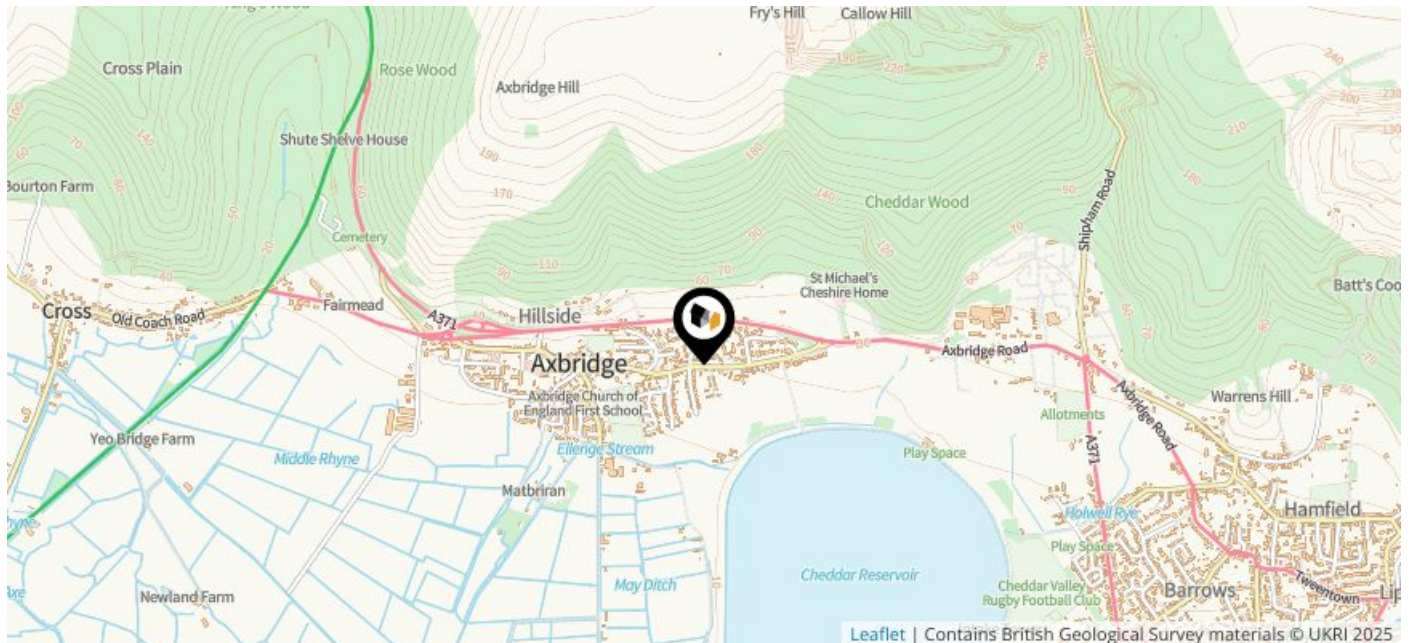 Fry's Hill
Callow Hill
Cross Plain
Rose Wood
Axbridge Hill
Shute Shelve House
Bourton Farm
Cheddar Wood
Shipham Road
Cemetery
St Michael's
Cheshire Home
Batt's Coo
Cross
Old Coach Road
Fairmead
A371
Hillside
Axbridge
Axbridge Road
Axbridge Church of
England First School
Axbridge Road
Warrens Hill
Allotments
A371
Yeo Bridge Farm
Middle Rhyne
Ellenge Stream
Play Space
Matbriran
Holwell Rye
Hamfield
Play Space
May Ditch
Cheddar Reservoir
Cheddar Valley
Rugby Football Club
Barrows
Tweentown
Lip
Newland Farm
Axe
Leaflet | Contains British Geological Survey materials © UKRI 2025